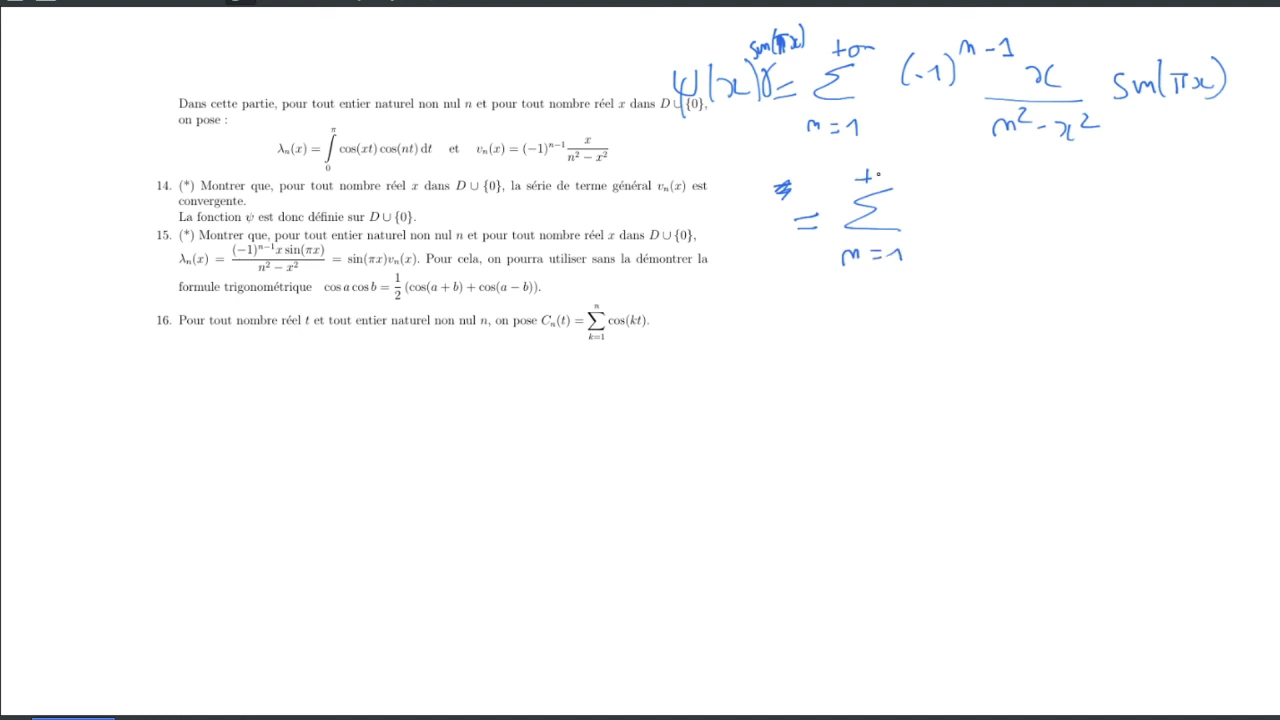 Dans cette partie, pour tout entier naturel non nul n et pour tout nombre réel x dans D ∪ {0},
on pose :
λₙ(x) = ∫₀^π cos(xt) cos(nt) dt et vₙ(x) = (−1)ⁿ⁻¹ x/(n² − x²)
14. (*) Montrer que, pour tout nombre réel x dans D ∪ {0}, la série de terme général vₙ(x) est
convergente.
La fonction ψ est donc définie sur D ∪ {0}.
15. (*) Montrer que, pour tout entier naturel non nul n et pour tout nombre réel x dans D ∪ {0},
λₙ(x) = (−1)ⁿ⁻¹x sin(πx)/(n² − x²) = sin(πx)vₙ(x). Pour cela, on pourra utiliser sans la démontrer la
formule trigonométrique cos a cos b = 1/2 (cos(a + b) + cos(a − b)).
16. Pour tout nombre réel t et tout entier naturel non nul n, on pose Cₙ(t) = ∑ₖ₌₁ⁿ cos(kt).
sin(πx)
ψ(x) = ∑ₙ₌₁^+∞ (-1)ⁿ⁻¹ x/(n² - x²) sin(πx)
= ∑ₙ₌₁^+